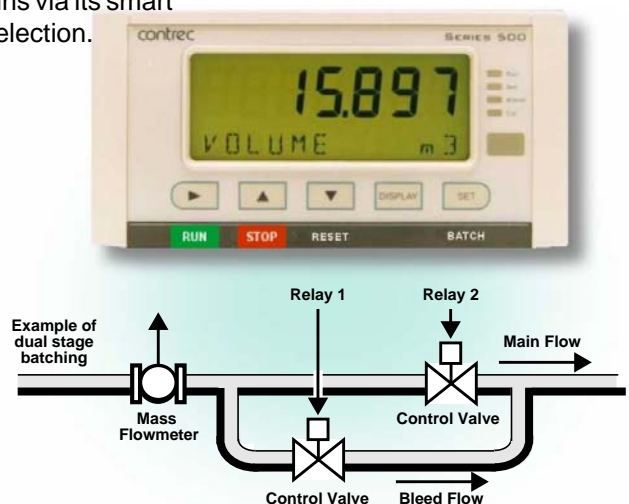 ns via its smart
election.
contrec
SERIES 500
15.897
VOLUME m3
DISPLAY SET
RUN STOP RESET BATCH
Relay 1 Relay 2
Example of
dual stage
batching
Main Flow
Mass
Flowmeter
Control Valve
Control Valve Bleed Flow